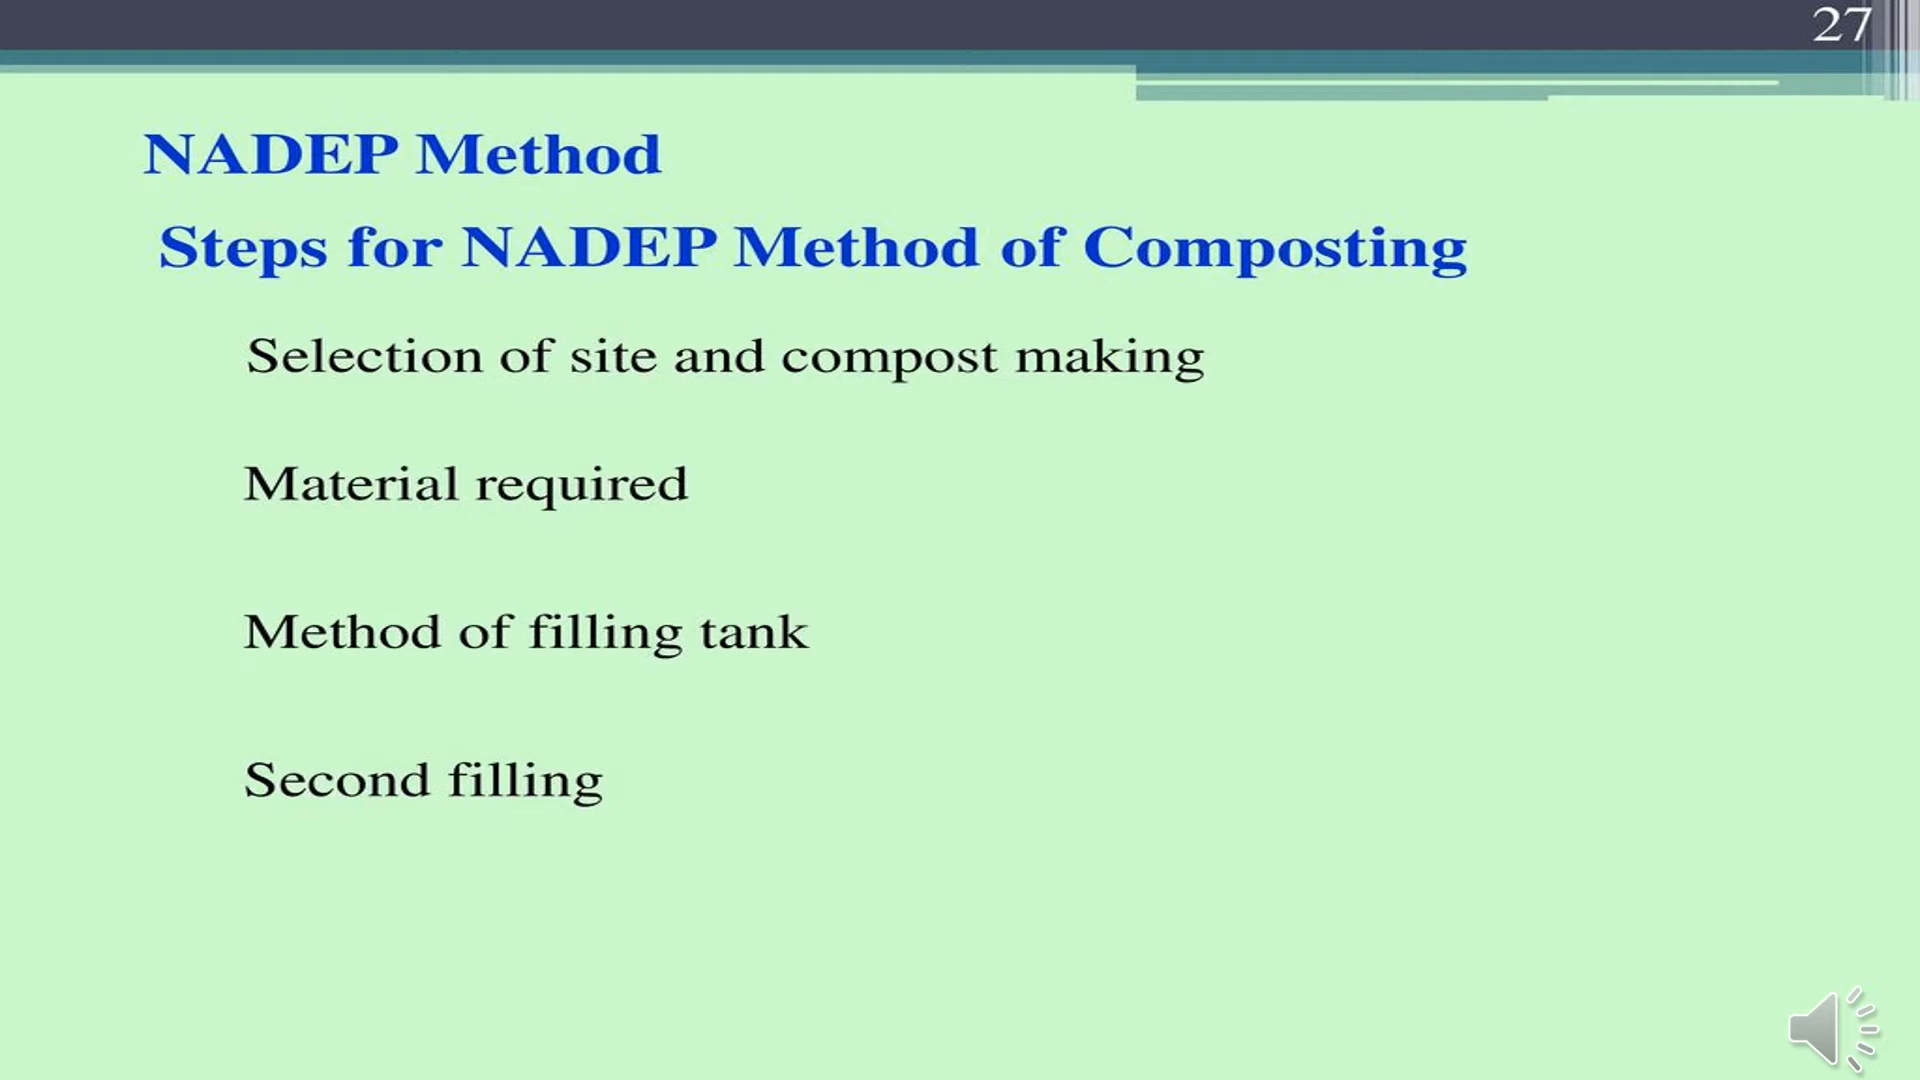 27
NADEP Method
Steps for NADEP Method of Composting
Selection of site and compost making
Material required
Method of filling tank
Second filling